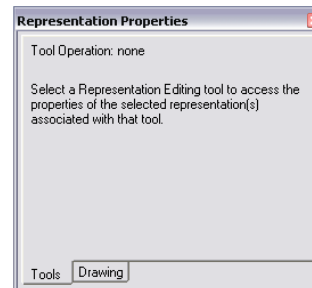 Representation Properties
Tool Operation: none
Select a Representation Editing tool to access the
properties of the selected representation(s)
associated with that tool.
Tools Drawing